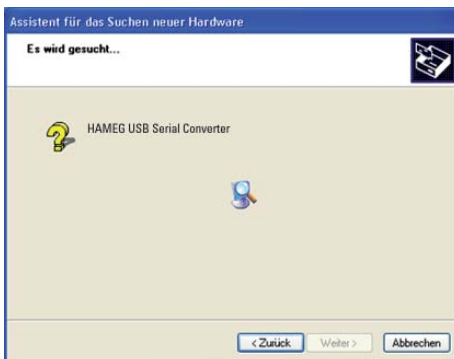 Assistent für das Suchen neuer Hardware
Es wird gesucht...
HAMEG USB Serial Converter
< Zurück
Weiter >
Abbrechen